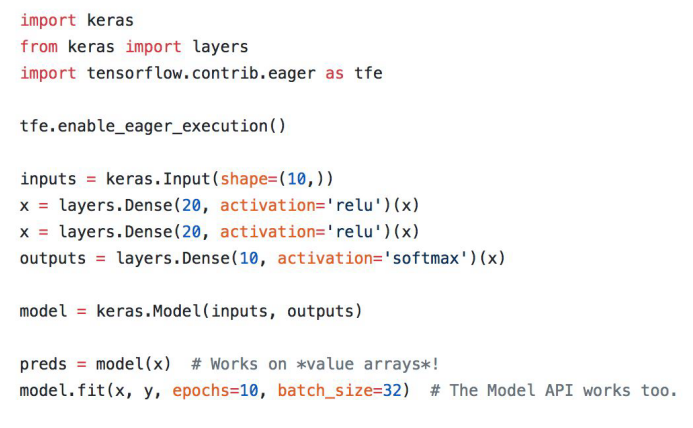 import keras
from keras import layers
import tensorflow.contrib.eager as tfe
tfe.enable_eager_execution()
inputs = keras.Input(shape=(10,))
x = layers.Dense(20, activation='relu')(x)
x = layers.Dense(20, activation='relu')(x)
outputs = layers.Dense(10, activation='softmax')(x)
model = keras.Model(inputs, outputs)
preds = model(x)  # Works on *value arrays*!
model.fit(x, y, epochs=10, batch_size=32)  # The Model API works too.